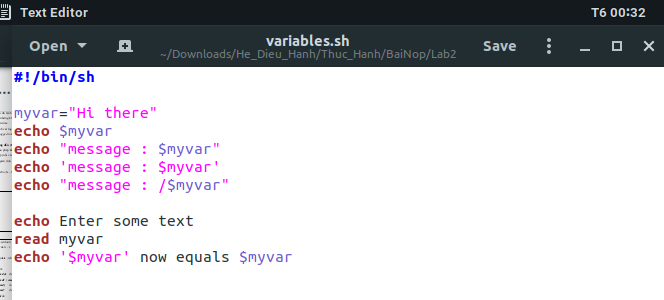 Text Editor
T6 00:32
Open
variables.sh
~/Downloads/He_Dieu_Hanh/Thuc_Hanh/BaiNop/Lab2
Save
#!/bin/sh
myvar="Hi there"
echo $myvar
echo "message : $myvar"
echo 'message : $myvar'
echo "message : /$myvar"
echo Enter some text
read myvar
echo '$myvar' now equals $myvar